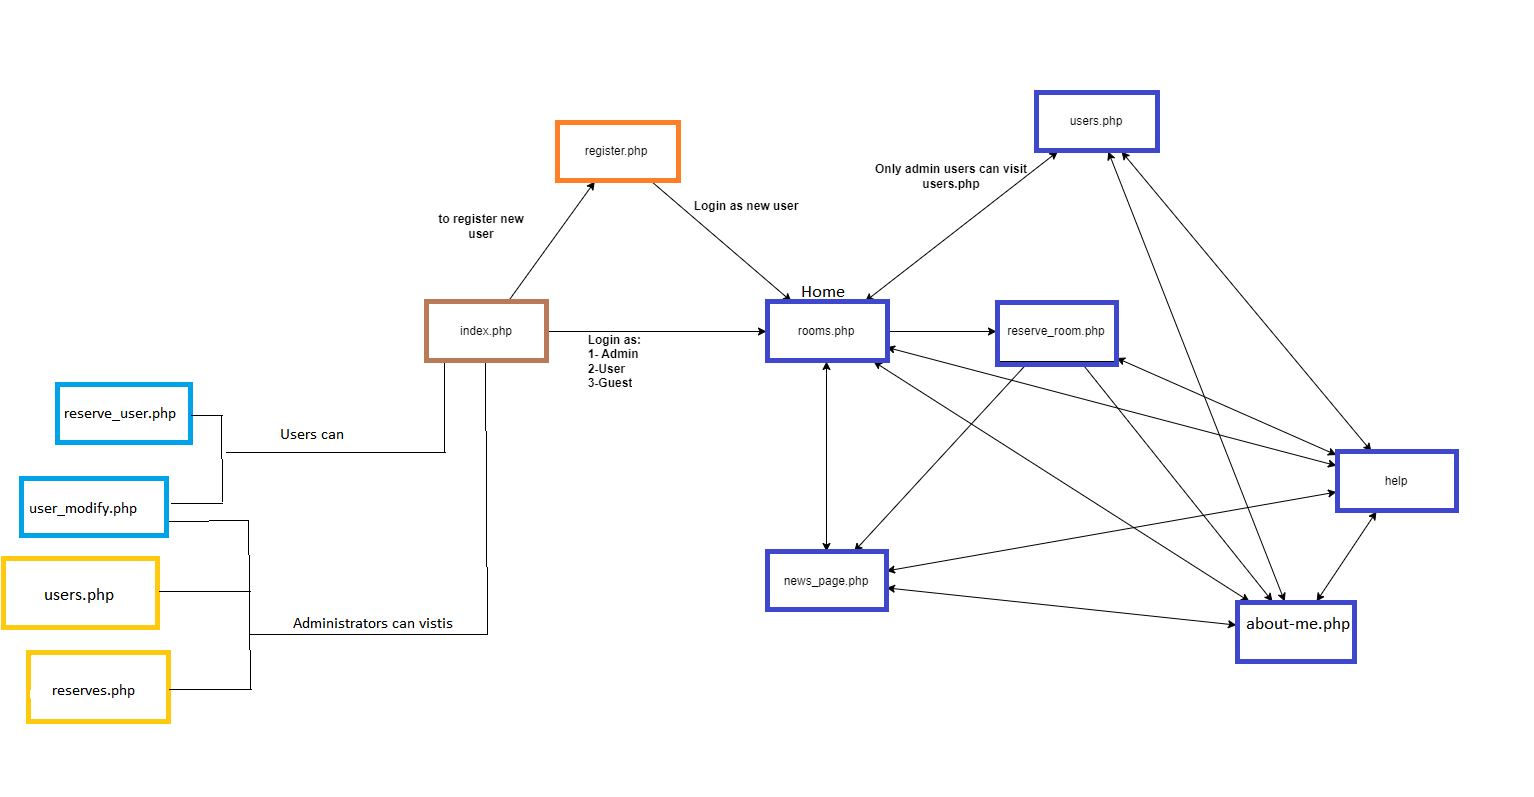 users.php
register.php
Only admin users can visit
users.php
Login as new user
to register new
user
Home
index.php
rooms.php
reserve_room.php
Login as:
1- Admin
2-User
3-Guest
reserve_user.php
Users can
help
user_modify.php
news_page.php
users.php
Administrators can vistis
about-me.php
reserves.php